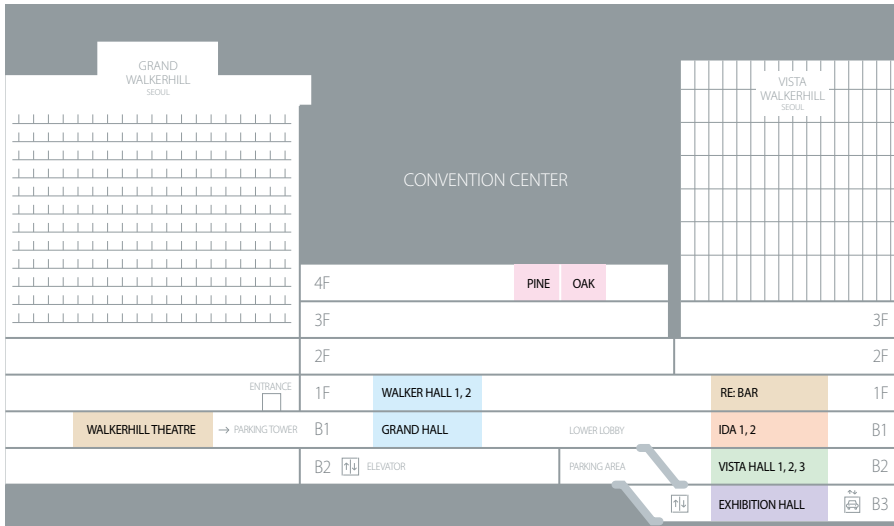 GRAND
WALKERHILL
SEOUL
VISTA
WALKERHILL
SEOUL
CONVENTION CENTER
4F PINE OAK
3F 3F
2F 2F
ENTRANCE 1F WALKER HALL 1, 2 RE: BAR 1F
WALKERHILL THEATRE → PARKING TOWER B1 GRAND HALL LOWER LOBBY IDA 1, 2 B1
B2 ELEVATOR PARKING AREA VISTA HALL 1, 2, 3 B2
EXHIBITION HALL B3